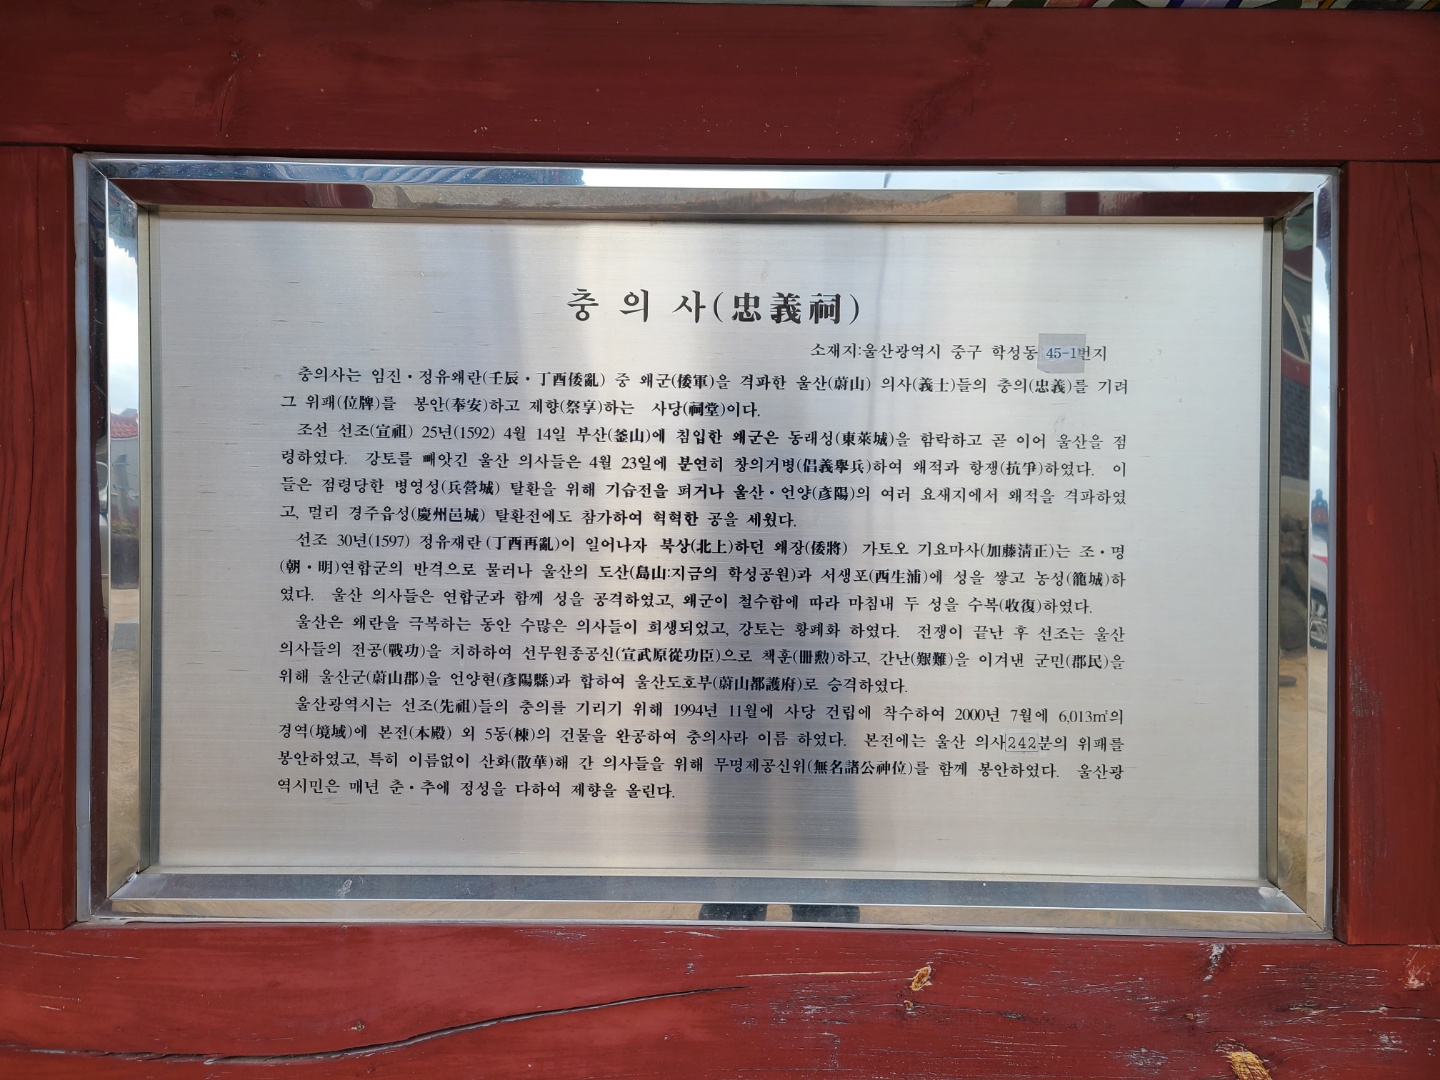 충 의 사(忠義祠)
소재지:울산광역시 중구 학성동 45-1번지
충의사는 임진·정유왜란(壬辰·丁酉倭亂) 중 왜군(倭軍)을 격파한 울산(蔚山) 의사(義士)들의 충의(忠義)를 기려
그 위패(位牌)를 봉안(奉安)하고 제향(祭享)하는 사당(祠堂)이다.
조선 선조(宣祖) 25년(1592) 4월 14일 부산(釜山)에 침입한 왜군은 동래성(東萊城)을 함락하고 곧 이어 울산을 점
령하였다. 강토를 빼앗긴 울산 의사들은 4월 23일에 분연히 창의거병(倡義擧兵)하여 왜적과 항쟁(抗爭)하였다. 이
들은 점령당한 병영성(兵營城) 탈환을 위해 기습전을 펴거나 울산·언양(彦陽)의 여러 요새지에서 왜적을 격파하였
고, 멀리 경주읍성(慶州邑城) 탈환전에도 참가하여 혁혁한 공을 세웠다.
선조 30년(1597) 정유재란(丁酉再亂)이 일어나자 북상(北上)하던 왜장(倭將) 가토오 기요마사(加藤清正)는 조·명
(朝·明)연합군의 반격으로 물러나 울산의 도산(島山:지금의 학성공원)과 서생포(西生浦)에 성을 쌓고 농성(籠城)하
였다. 울산 의사들은 연합군과 함께 성을 공격하였고, 왜군이 철수함에 따라 마침내 두 성을 수복(收復)하였다.
울산은 왜란을 극복하는 동안 수많은 의사들이 희생되었고, 강토는 황폐화 하였다. 전쟁이 끝난 후 선조는 울산
의사들의 전공(戰功)을 치하하여 선무원종공신(宣武原從功臣)으로 책훈(冊勳)하고, 간난(艱難)을 이겨낸 군민(郡民)을
위해 울산군(蔚山郡)을 언양현(彦陽縣)과 합하여 울산도호부(蔚山都護府)로 승격하였다.
울산광역시는 선조(先祖)들의 충의를 기리기 위해 1994년 11월에 사당 건립에 착수하여 2000년 7월에 6,013㎡의
경역(境域)에 본전(本殿) 외 5동(棟)의 건물을 완공하여 충의사라 이름 하였다. 본전에는 울산 의사242분의 위패를
봉안하였고, 특히 이름없이 산화(散華)해 간 의사들을 위해 무명제공신위(無名諸公神位)를 함께 봉안하였다. 울산광
역시민은 매년 춘·추에 정성을 다하여 제향을 올린다.